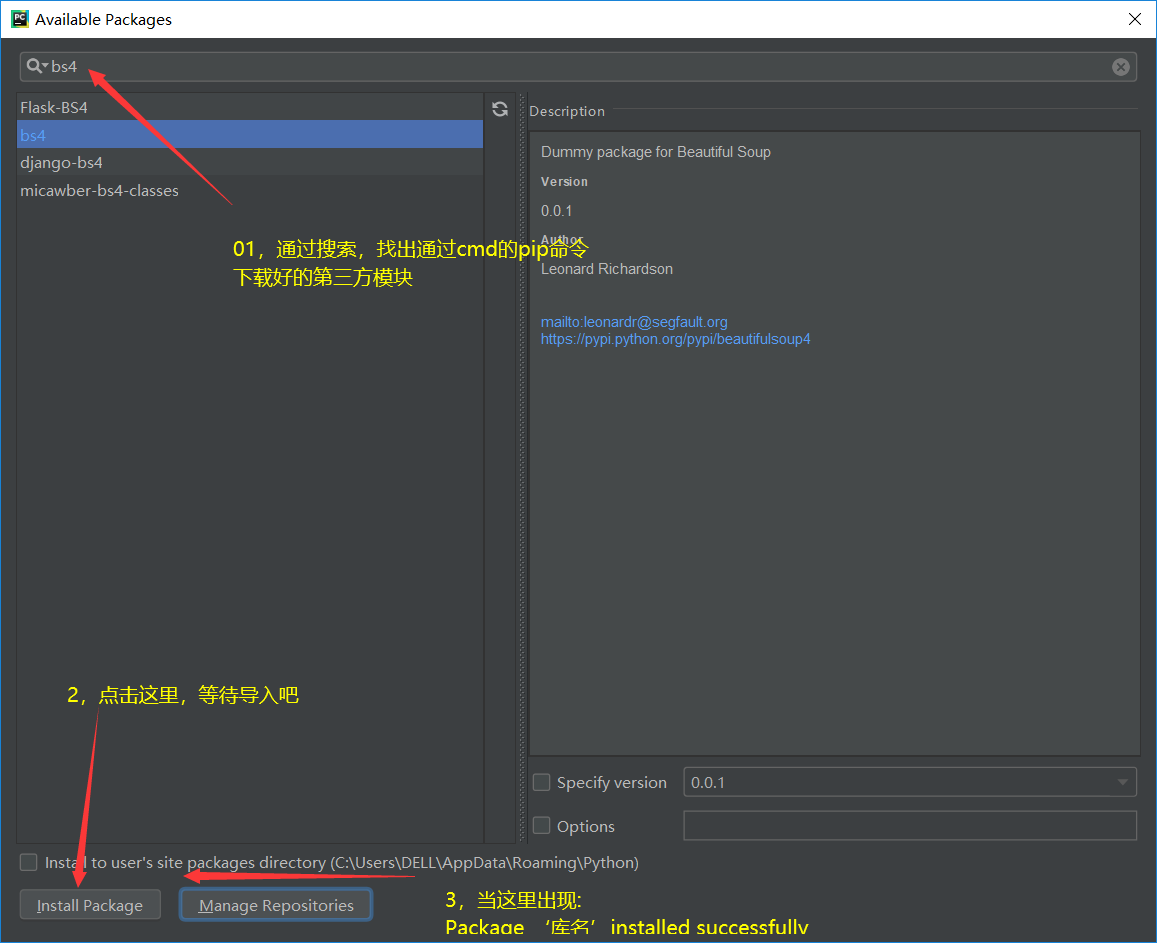 Available Packages
bs4
Flask-BS4
bs4
django-bs4
micawber-bs4-classes
Description
Dummy package for Beautiful Soup
Version
0.0.1
Author
Leonard Richardson
mailto:leonardr@segfault.org
https://pypi.python.org/pypi/beautifulsoup4
01，通过搜索，找出通过cmd的pip命令
下载好的第三方模块
2，点击这里，等待导入吧
Specify version
0.0.1
Options
Install to user's site packages directory (C:\Users\DELL\AppData\Roaming\Python)
Install Package
Manage Repositories
3，当这里出现:
Package ‘库名’installed successfully